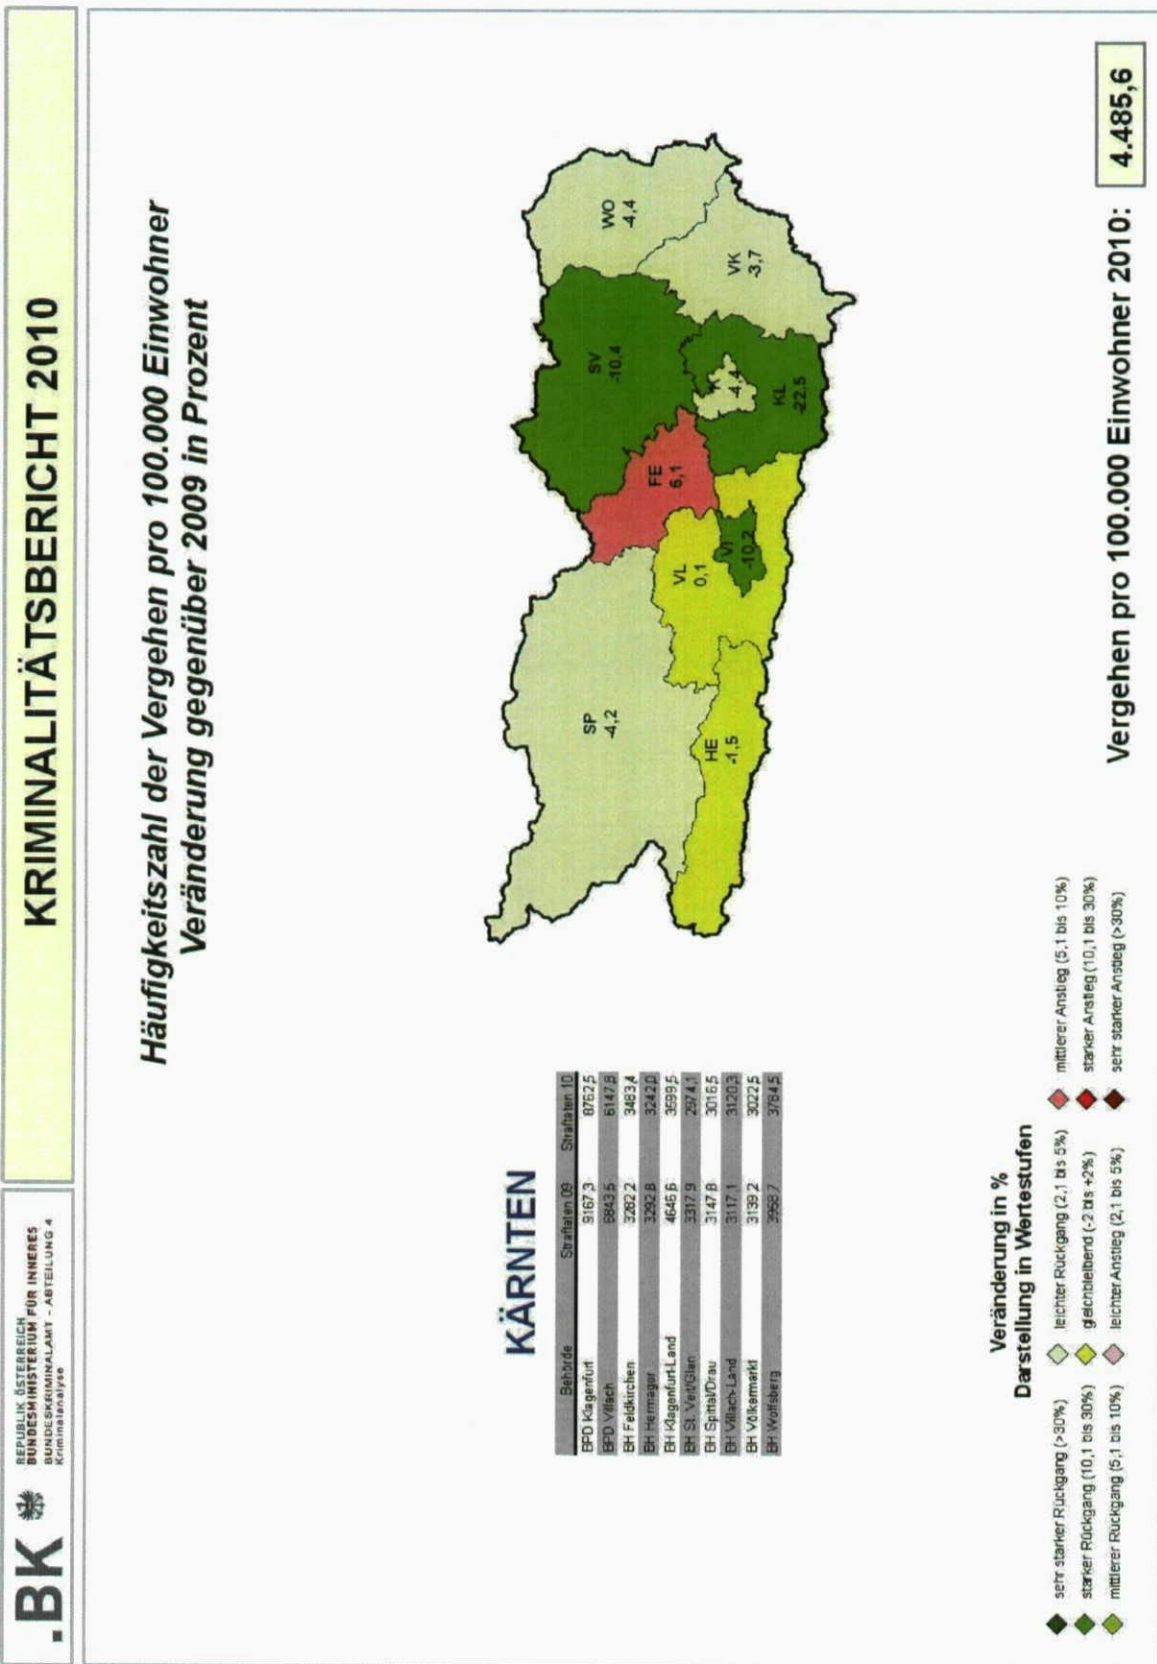 .BK
REPUBLIK ÖSTERREICH
BUNDESMINISTERIUM FÜR INNERES
BUNDESKRIMINALAMT - ABTEILUNG 4
Kriminalanalyse
KRIMINALITÄTSBERICHT 2010
Häufigkeitszahl der Vergehen pro 100.000 Einwohner
Veränderung gegenüber 2009 in Prozent
KÄRNTEN
Behörde Straftaten 09 Straftaten 10
BPD Klagenfurt 9167,3 8762,5
BPD Villach 6843,5 6147,8
BH Feldkirchen 3282,2 3483,4
BH Hermagor 3292,8 3242,0
BH Klagenfurt-Land 4646,6 3599,5
BH St. Veit/Glan 3317,9 2974,1
BH Spittal/Drau 3147,8 3016,5
BH Villach-Land 3117,1 3120,3
BH Völkermarkt 3139,2 3022,5
BH Wolfsberg 3958,7 3784,5
SP
-4,2
HE
-1,5
VL
0,1
VI
-10,2
FE
6,1
SV
-10,4
K
-4,4
KL
-22,5
WO
-4,4
VK
-3,7
Veränderung in %
Darstellung in Wertestufen
sehr starker Rückgang (>30%)
starker Rückgang (10,1 bis 30%)
mittlerer Rückgang (5,1 bis 10%)
leichter Rückgang (2,1 bis 5%)
gleichbleibend (-2 bis +2%)
leichter Anstieg (2,1 bis 5%)
mittlerer Anstieg (5,1 bis 10%)
starker Anstieg (10,1 bis 30%)
sehr starker Anstieg (>30%)
Vergehen pro 100.000 Einwohner 2010: 4.485,6